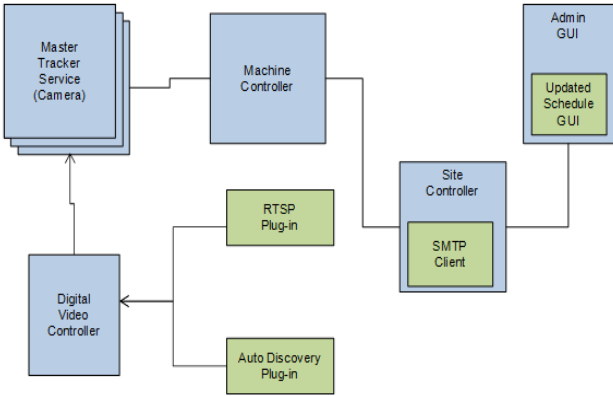 Master
Tracker
Service
(Camera)
Machine
Controller
Admin
GUI
Updated
Schedule
GUI
Site
Controller
SMTP
Client
RTSP
Plug-in
Digital
Video
Controller
Auto Discovery
Plug-in